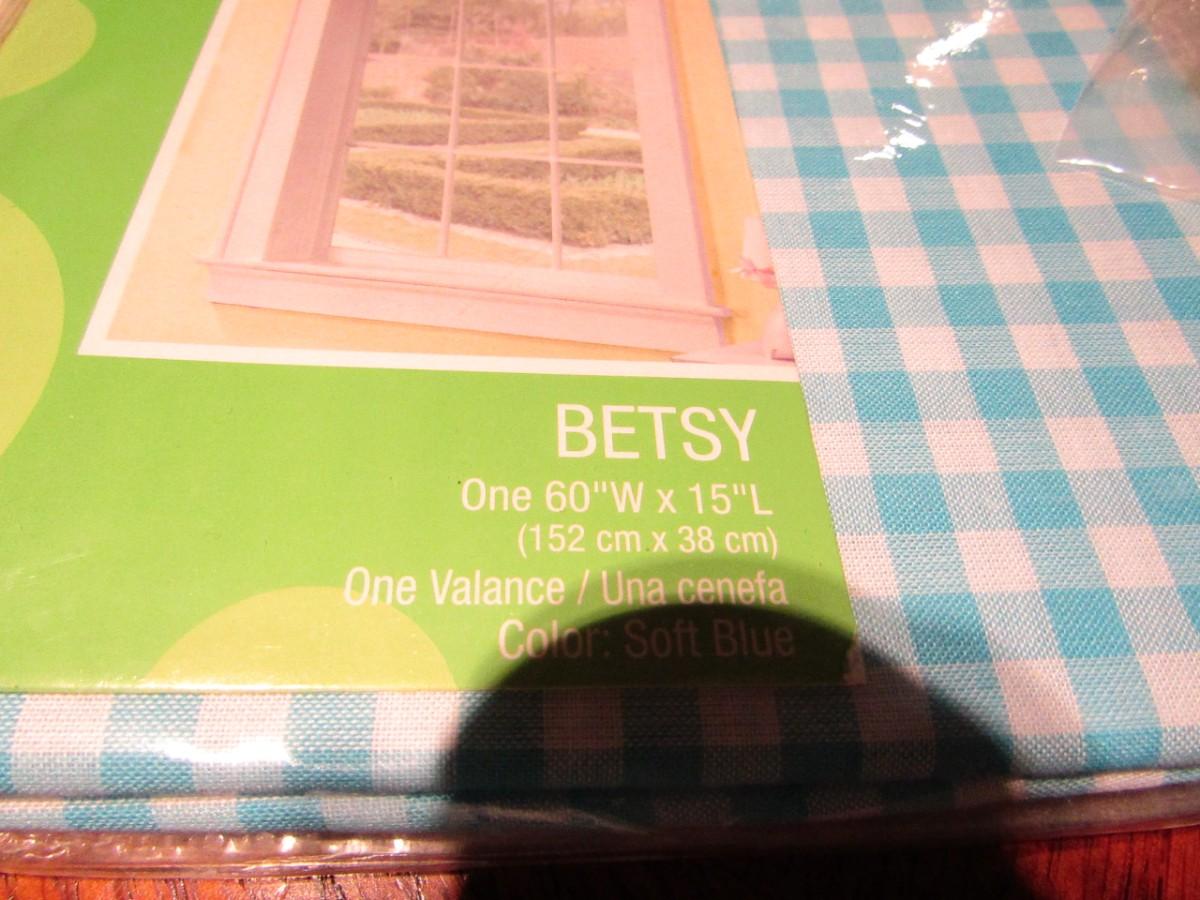 BETSY
One 60"W x 15"L
(152 cm x 38 cm)
One Valance / Una cenefa
Color: Soft Blue